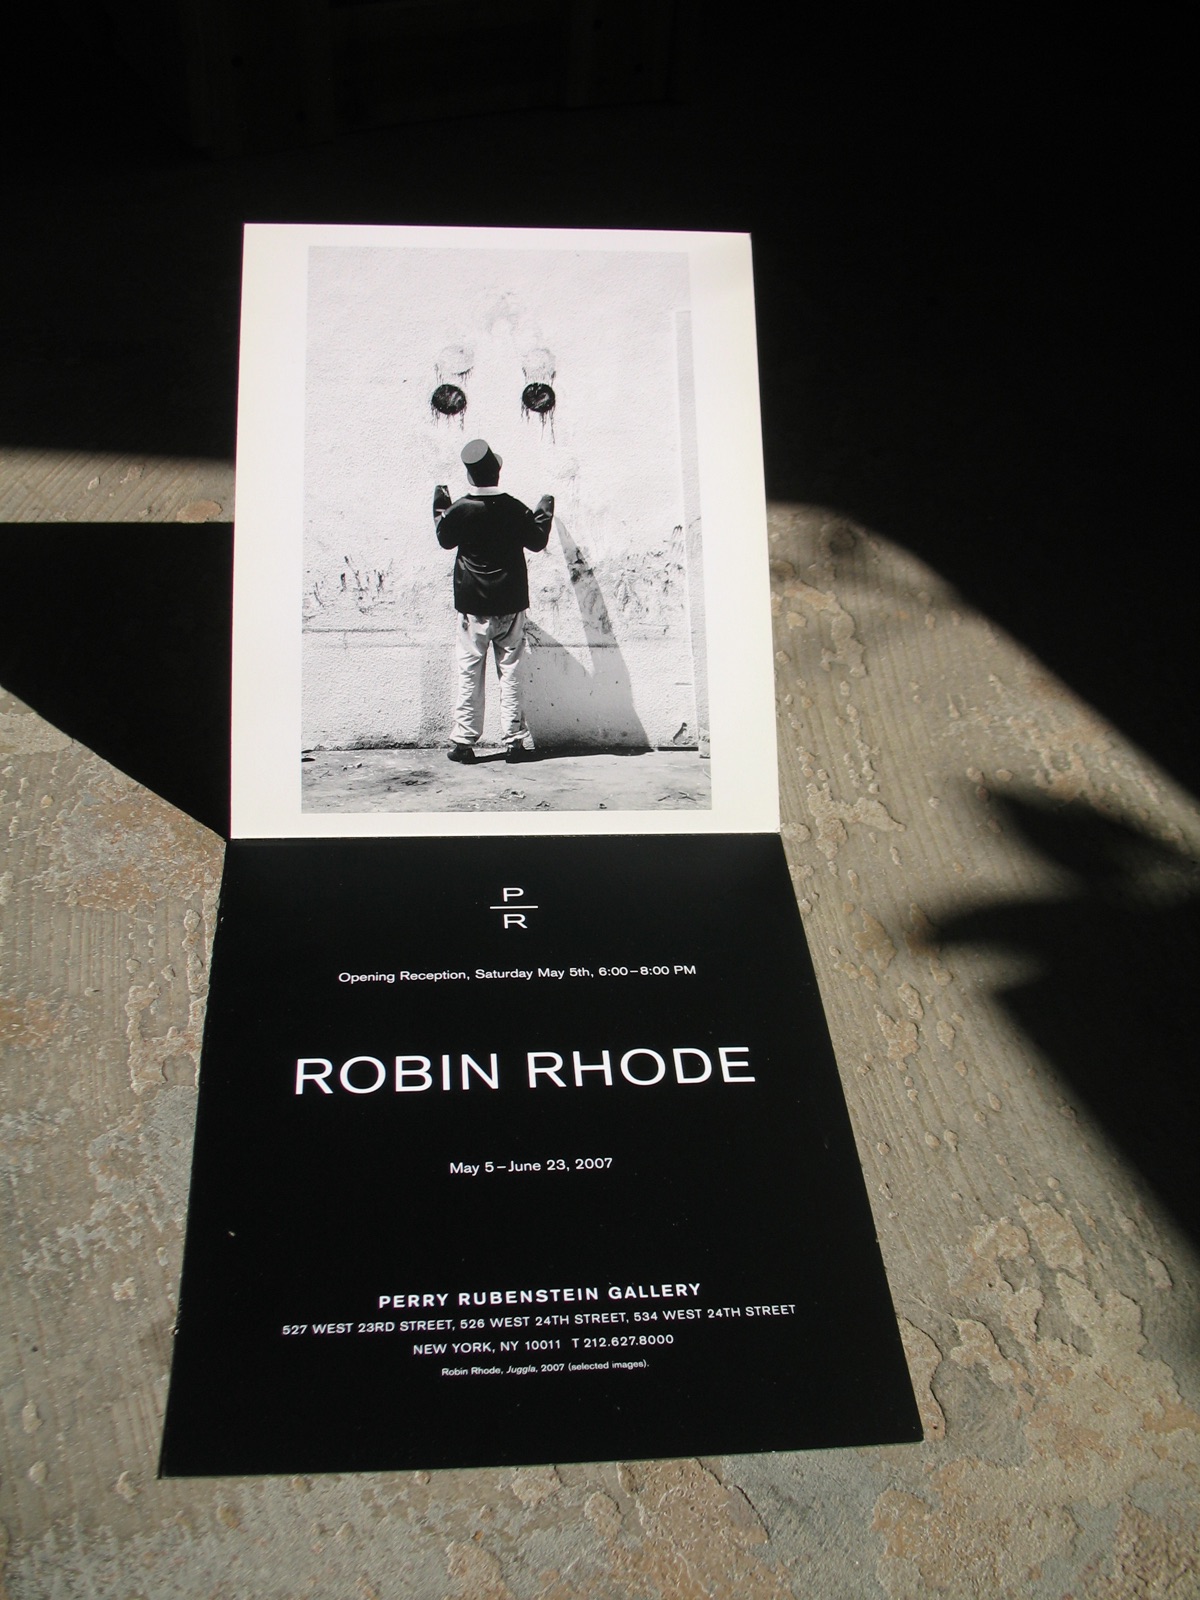 P
R
Opening Reception, Saturday May 5th, 6:00–8:00 PM
ROBIN RHODE
May 5–June 23, 2007
PERRY RUBENSTEIN GALLERY
527 WEST 23RD STREET, 526 WEST 24TH STREET, 534 WEST 24TH STREET
NEW YORK, NY 10011 T 212.627.8000
Robin Rhode, Juggla, 2007 (selected images).